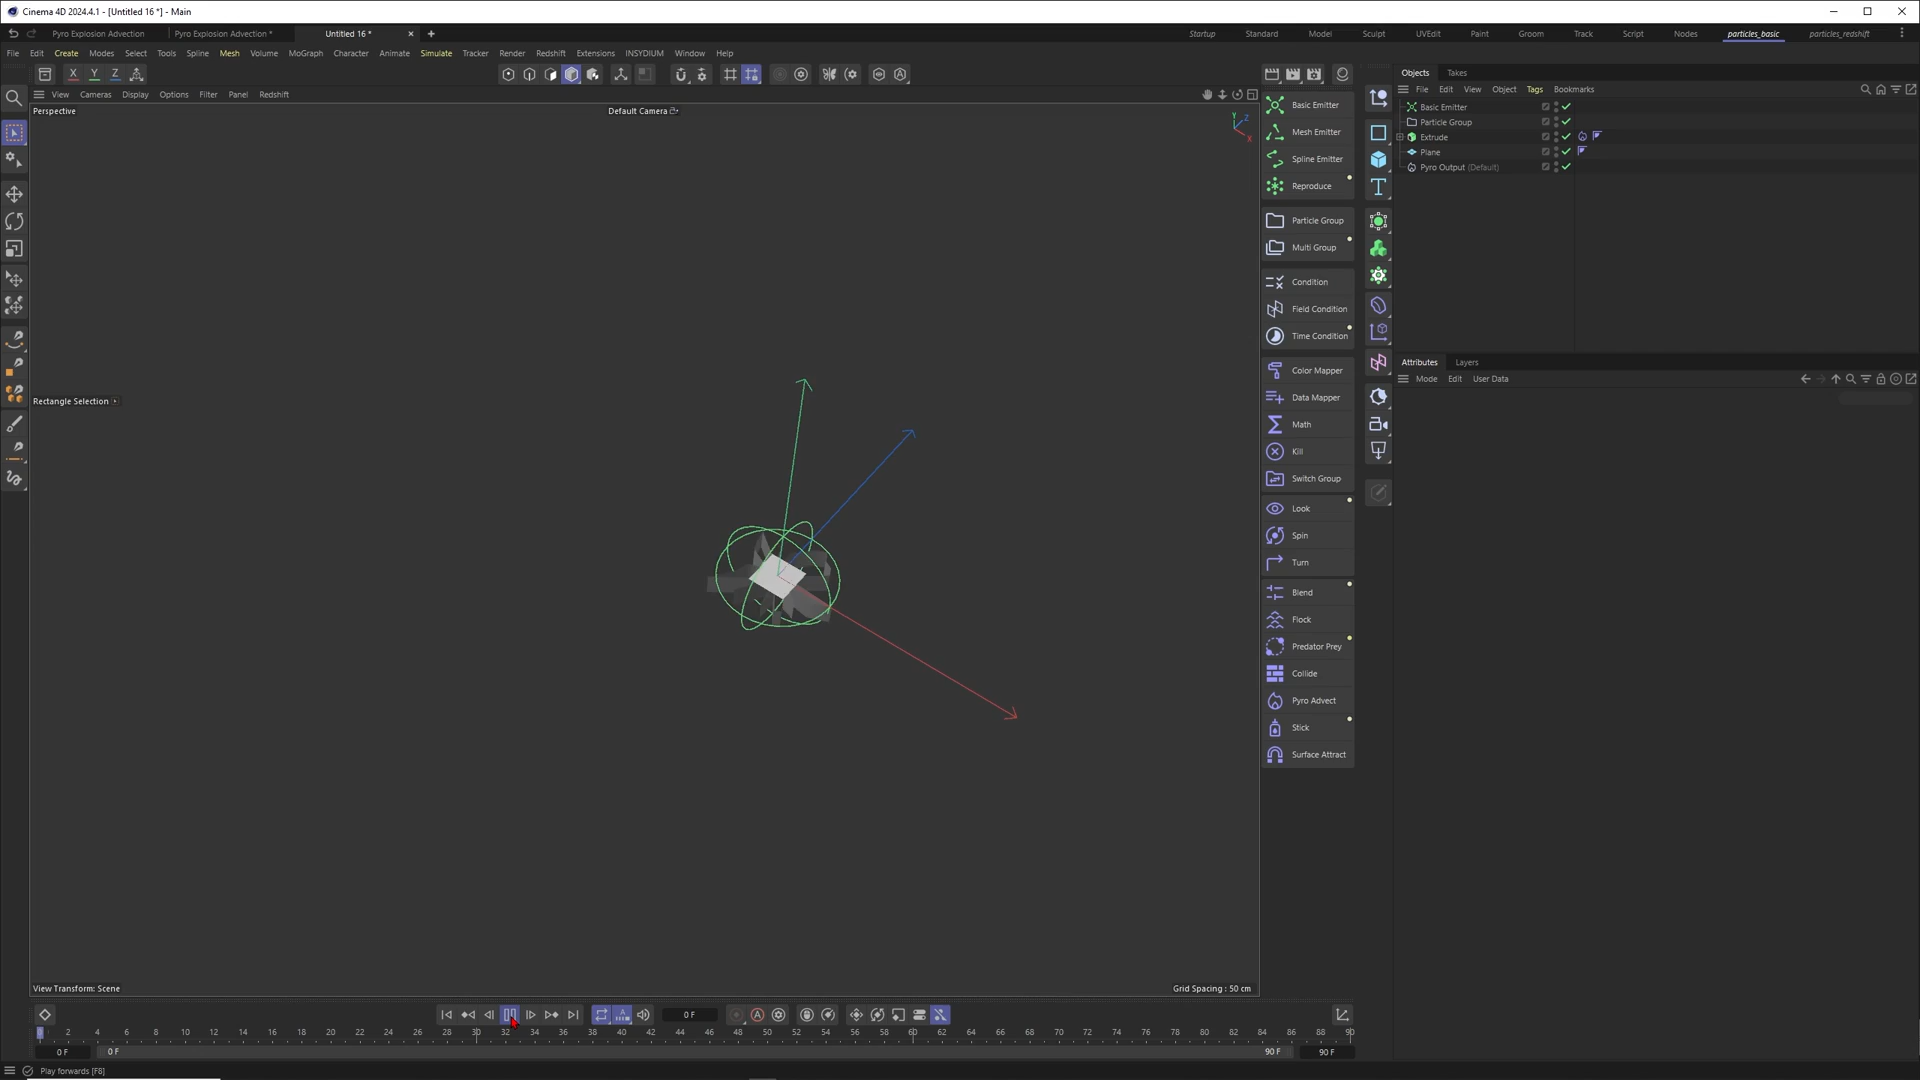 Cinema 4D 2024.4.1 - [Untitled 16 *] - Main
Pyro Explosion Advection
Pyro Explosion Advection *
Untitled 16 *
Startup
Standard
Model
Sculpt
UVEdit
Paint
Groom
Track
Script
Nodes
particles_basic
particles_redshift
File Edit Create Modes Select Tools Spline Mesh Volume MoGraph Character Animate Simulate Tracker Render Redshift Extensions INSYDIUM Window Help
X Y Z
View Cameras Display Options Filter Panel Redshift
Perspective
Default Camera
Y Z X
Rectangle Selection
View Transform: Scene
Grid Spacing : 50 cm
Basic Emitter
Mesh Emitter
Spline Emitter
Reproduce
Particle Group
Multi Group
Condition
Field Condition
Time Condition
Color Mapper
Data Mapper
Math
Kill
Switch Group
Look
Spin
Turn
Blend
Flock
Predator Prey
Collide
Pyro Advect
Stick
Surface Attract
Objects Takes
File Edit View Object Tags Bookmarks
Basic Emitter
Particle Group
Extrude
Plane
Pyro Output (Default)
Attributes Layers
Mode Edit User Data
0 F
0 2 4 6 8 10 12 14 16 18 20 22 24 26 28 30 32 34 36 38 40 42 44 46 48 50 52 54 56 58 60 62 64 66 68 70 72 74 76 78 80 82 84 86 88 90
0 F 0 F 90 F 90 F
Play forwards [F8]